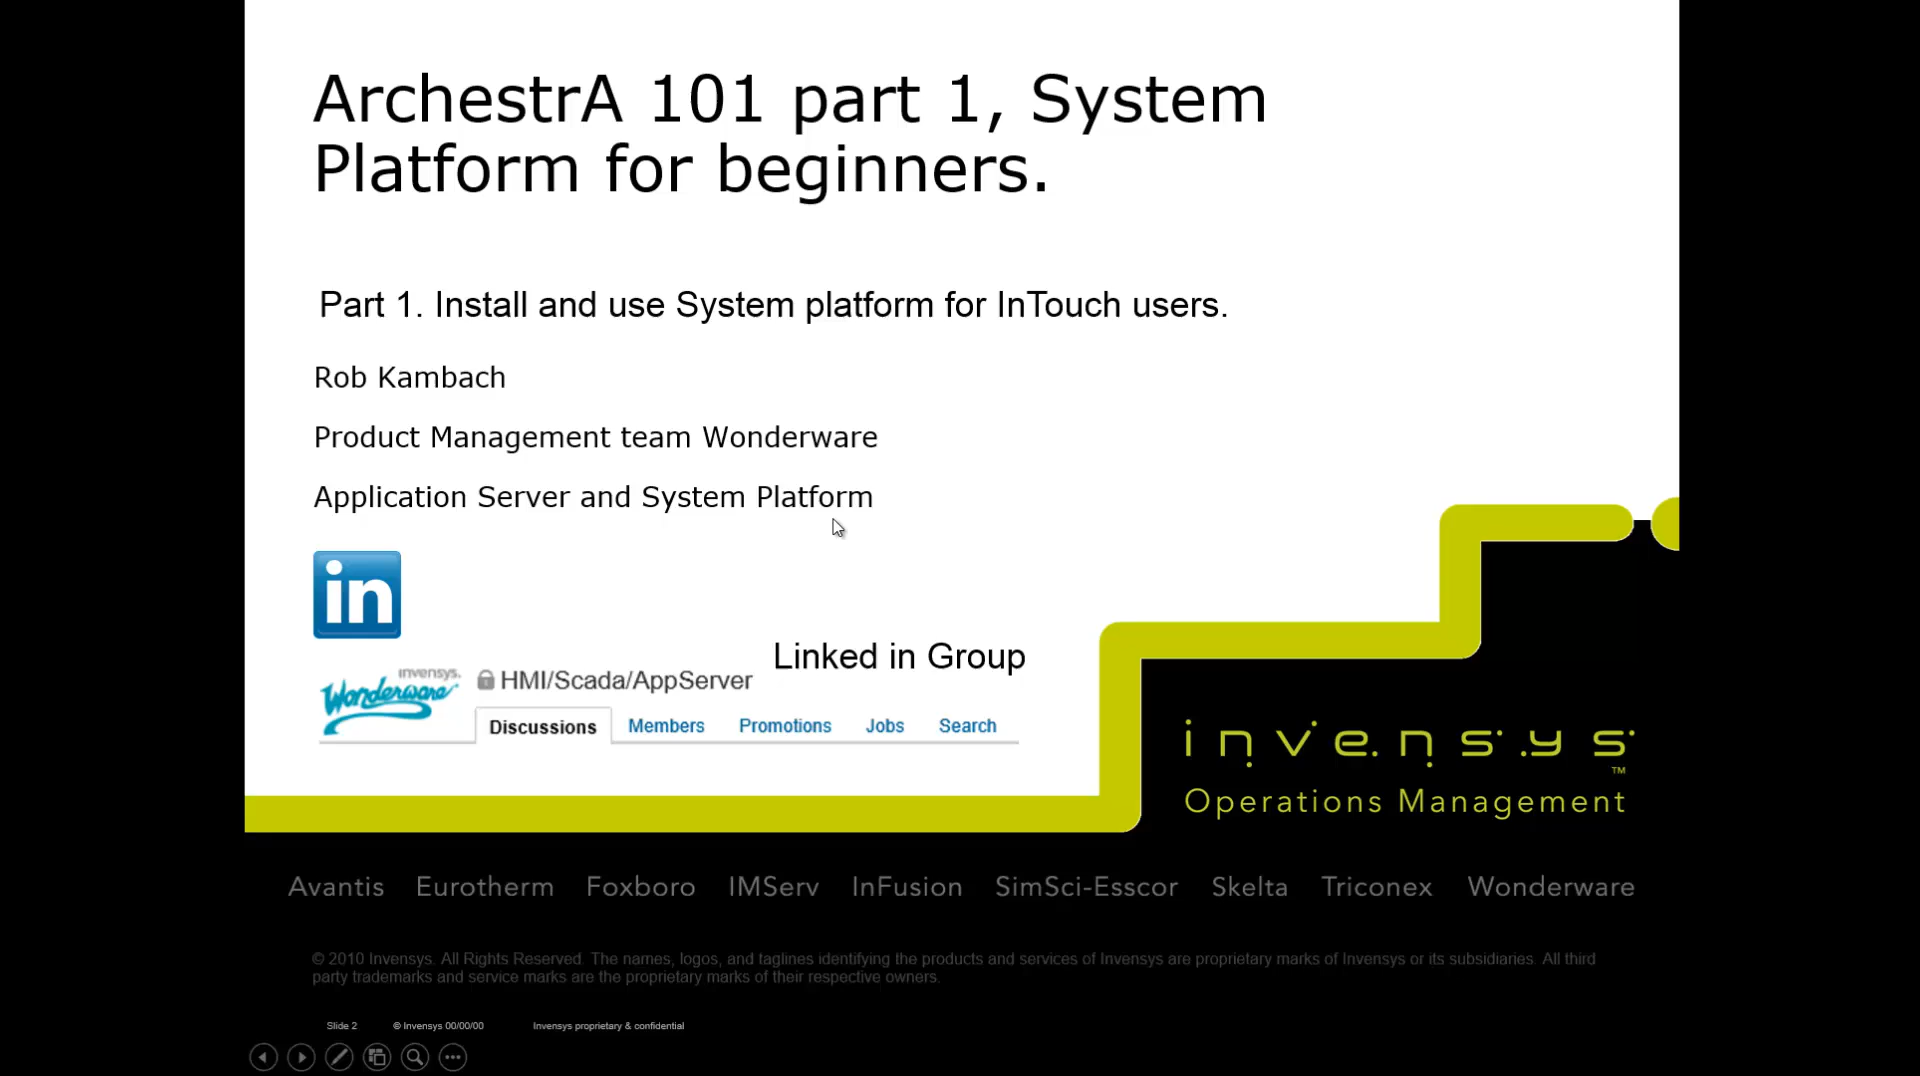 ArchestrA 101 part 1, System
Platform for beginners.
Part 1. Install and use System platform for InTouch users.
Rob Kambach
Product Management team Wonderware
Application Server and System Platform
in
Linked in Group
invensys.
Wonderware
HMI/Scada/AppServer
Discussions Members Promotions Jobs Search
invensys
TM
Operations Management
Avantis Eurotherm Foxboro IMServ InFusion SimSci-Esscor Skelta Triconex Wonderware
© 2010 Invensys. All Rights Reserved. The names, logos, and taglines identifying the products and services of Invensys are proprietary marks of Invensys or its subsidiaries. All third
party trademarks and service marks are the proprietary marks of their respective owners.
Slide 2 © Invensys 00/00/00 Invensys proprietary & confidential